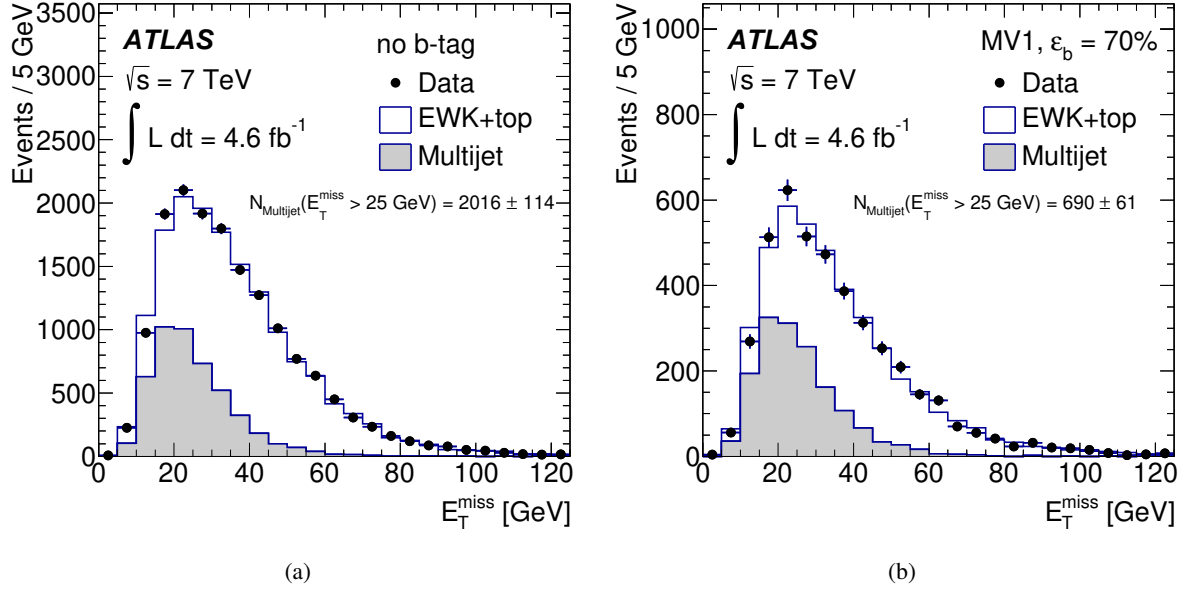 Events / 5 GeV
ATLAS
no b-tag
√s = 7 TeV
∫ L dt = 4.6 fb⁻¹
Data
EWK+top
Multijet
N_Multijet(E_T^miss > 25 GeV) = 2016 ± 114
3500
3000
2500
2000
1500
1000
500
0
0 20 40 60 80 100 120
E_T^miss [GeV]
(a)
Events / 5 GeV
ATLAS
MV1, ε_b = 70%
√s = 7 TeV
∫ L dt = 4.6 fb⁻¹
Data
EWK+top
Multijet
N_Multijet(E_T^miss > 25 GeV) = 690 ± 61
1000
800
600
400
200
0
0 20 40 60 80 100 120
E_T^miss [GeV]
(b)